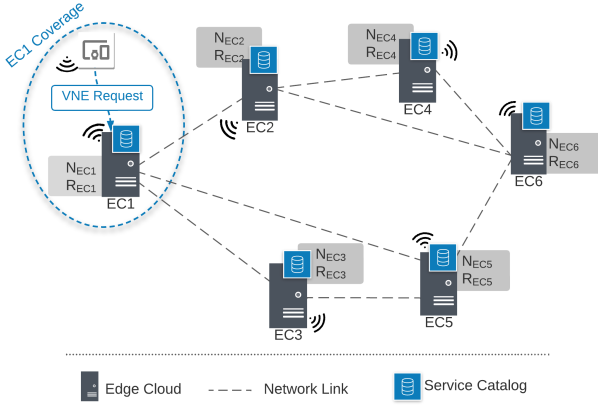 EC1 Coverage
VNE Request
NEC1
REC1
EC1
NEC2
REC2
EC2
NEC4
REC4
EC4
NEC6
REC6
EC6
NEC3
REC3
EC3
NEC5
REC5
EC5
Edge Cloud
Network Link
Service Catalog